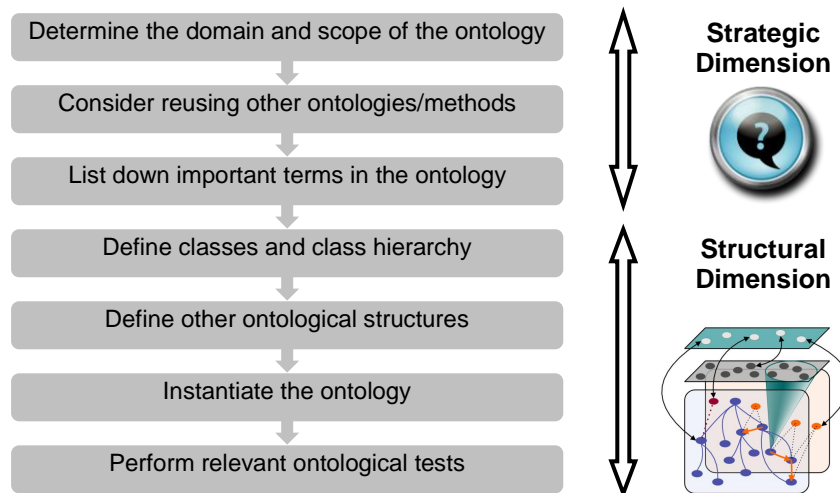 Determine the domain and scope of the ontology
Consider reusing other ontologies/methods
List down important terms in the ontology
Define classes and class hierarchy
Define other ontological structures
Instantiate the ontology
Perform relevant ontological tests
Strategic
Dimension
?
Structural
Dimension